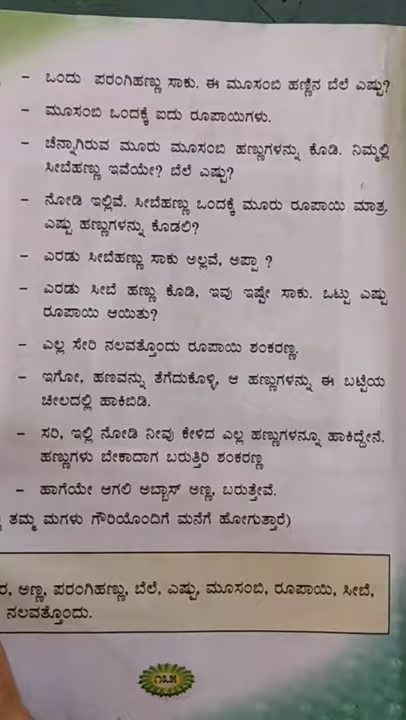 - ಒಂದು ಪರಂಗಿಹಣ್ಣು ಸಾಕು. ಈ ಮೂಸಂಬಿ ಹಣ್ಣಿನ ಬೆಲೆ ಎಷ್ಟು?
- ಮೂಸಂಬಿ ಒಂದಕ್ಕೆ ಐದು ರೂಪಾಯಿಗಳು.
- ಚೆನ್ನಾಗಿರುವ ಮೂರು ಮೂಸಂಬಿ ಹಣ್ಣುಗಳನ್ನು ಕೊಡಿ. ನಿಮ್ಮಲ್ಲಿ
ಸೀಬೆಹಣ್ಣು ಇವೆಯೇ? ಬೆಲೆ ಎಷ್ಟು?
- ನೋಡಿ ಇಲ್ಲಿವೆ. ಸೀಬೆಹಣ್ಣು ಒಂದಕ್ಕೆ ಮೂರು ರೂಪಾಯಿ ಮಾತ್ರ.
ಎಷ್ಟು ಹಣ್ಣುಗಳನ್ನು ಕೊಡಲಿ?
- ಎರಡು ಸೀಬೆಹಣ್ಣು ಸಾಕು ಅಲ್ಲವೆ, ಅಪ್ಪಾ ?
- ಎರಡು ಸೀಬೆ ಹಣ್ಣು ಕೊಡಿ, ಇವು ಇಷ್ಟೇ ಸಾಕು. ಒಟ್ಟು ಎಷ್ಟು
ರೂಪಾಯಿ ಆಯಿತು?
- ಎಲ್ಲ ಸೇರಿ ನಲವತ್ತೊಂದು ರೂಪಾಯಿ ಶಂಕರಣ್ಣ.
- ಇಗೋ, ಹಣವನ್ನು ತೆಗೆದುಕೊಳ್ಳಿ, ಆ ಹಣ್ಣುಗಳನ್ನು ಈ ಬಟ್ಟೆಯ
ಚೀಲದಲ್ಲಿ ಹಾಕಿಬಿಡಿ.
- ಸರಿ, ಇಲ್ಲಿ ನೋಡಿ ನೀವು ಕೇಳಿದ ಎಲ್ಲ ಹಣ್ಣುಗಳನ್ನೂ ಹಾಕಿದ್ದೇನೆ.
ಹಣ್ಣುಗಳು ಬೇಕಾದಾಗ ಬರುತ್ತಿರಿ ಶಂಕರಣ್ಣ
- ಹಾಗೆಯೇ ಆಗಲಿ ಅಬ್ಬಾಸ್ ಅಣ್ಣ, ಬರುತ್ತೇವೆ.
ತಮ್ಮ ಮಗಳು ಗೌರಿಯೊಂದಿಗೆ ಮನೆಗೆ ಹೋಗುತ್ತಾರೆ)
ಅಣ್ಣ, ಪರಂಗಿಹಣ್ಣು, ಬೆಲೆ, ಎಷ್ಟು, ಮೂಸಂಬಿ, ರೂಪಾಯಿ, ಸೀಬೆ,
ನಲವತ್ತೊಂದು.
೧೩೫